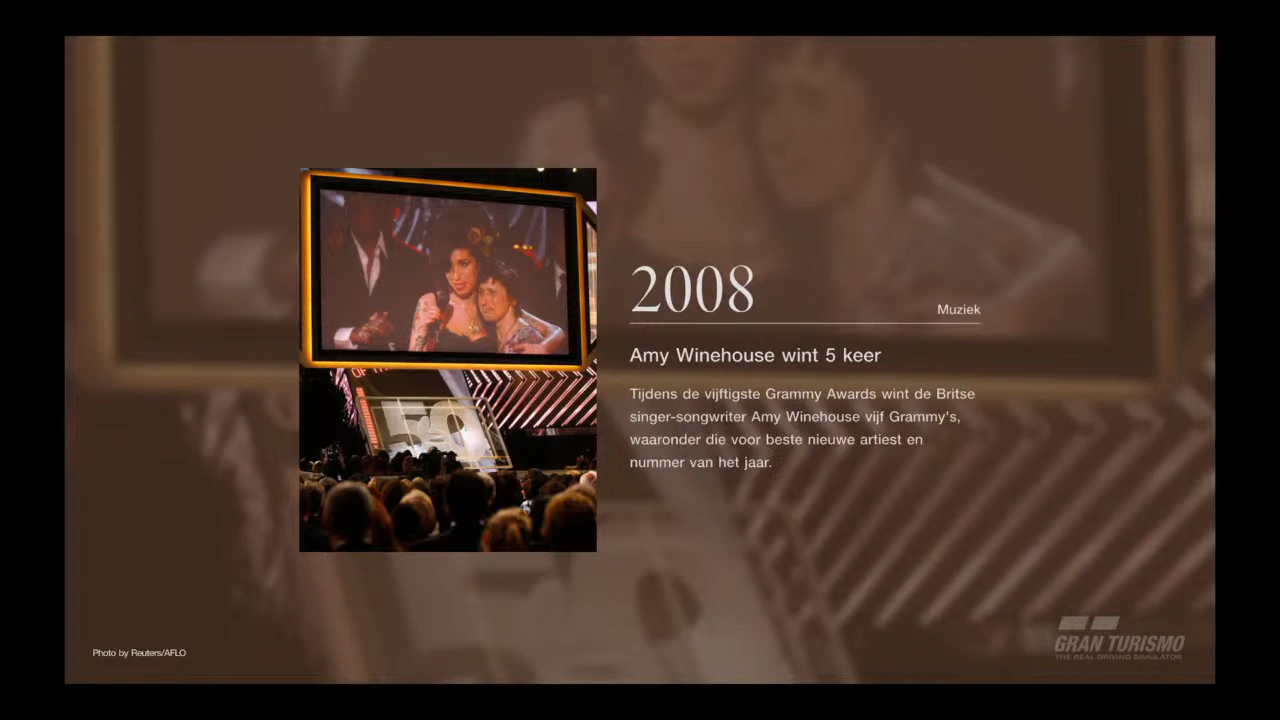 2008
Muziek
Amy Winehouse wint 5 keer
Tijdens de vijftigste Grammy Awards wint de Britse
singer-songwriter Amy Winehouse vijf Grammy's,
waaronder die voor beste nieuwe artiest en
nummer van het jaar.
50
Photo by Reuters/AFLO
GRAN TURISMO
THE REAL DRIVING SIMULATOR